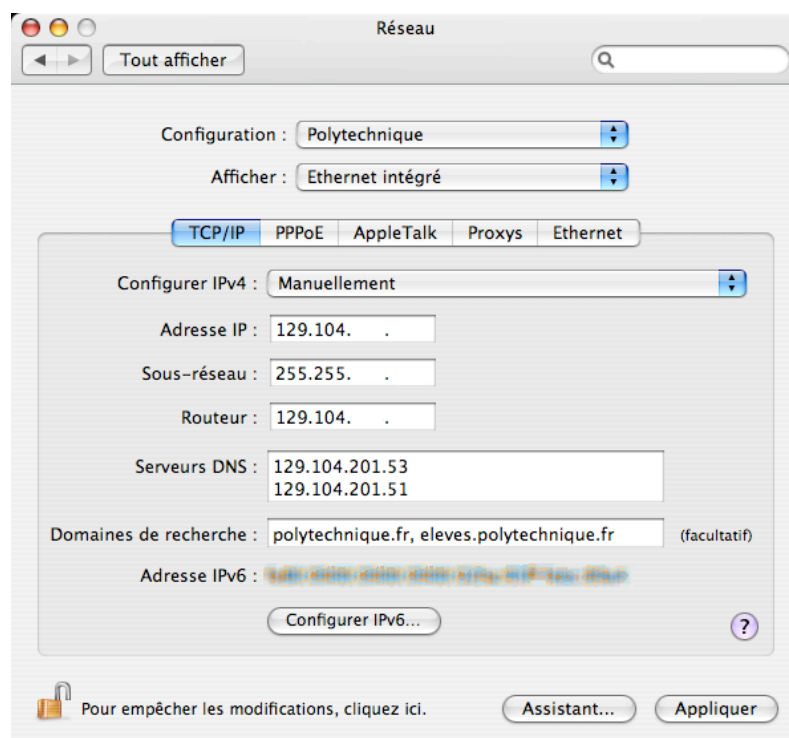 Réseau
Tout afficher
Configuration : Polytechnique
Afficher : Ethernet intégré
TCP/IP PPPoE AppleTalk Proxys Ethernet
Configurer IPv4 : Manuellement
Adresse IP : 129.104. .
Sous-réseau : 255.255. .
Routeur : 129.104. .
Serveurs DNS : 129.104.201.53
129.104.201.51
Domaines de recherche : polytechnique.fr, eleves.polytechnique.fr (facultatif)
Adresse IPv6 :
Configurer IPv6... ?
Pour empêcher les modifications, cliquez ici. Assistant... Appliquer